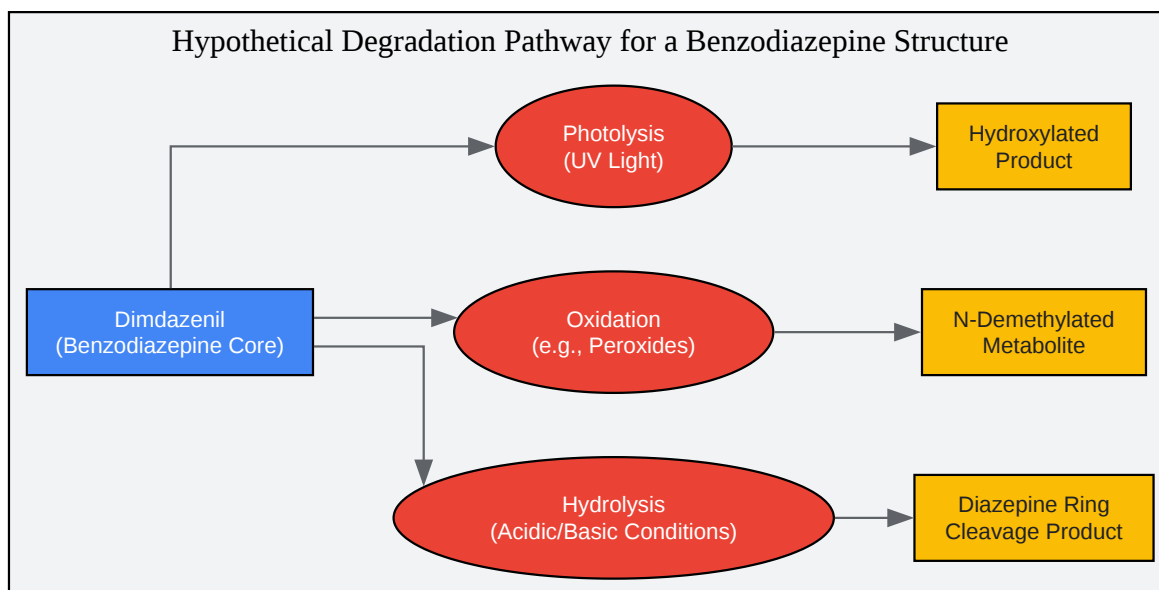 Hypothetical Degradation Pathway for a Benzodiazepine Structure
Photolysis
(UV Light)
Hydroxylated
Product
Dimdazenil
(Benzodiazepine Core)
Oxidation
(e.g., Peroxides)
N-Demethylated
Metabolite
Hydrolysis
(Acidic/Basic Conditions)
Diazepine Ring
Cleavage Product